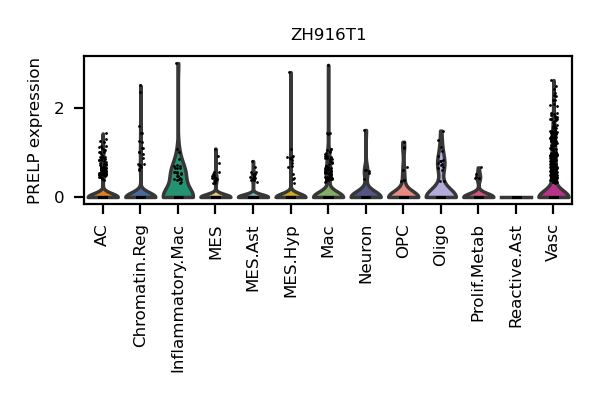 ZH916T1
PRELP expression
2
0
AC
Chromatin.Reg
Inflammatory.Mac
MES
MES.Ast
MES.Hyp
Mac
Neuron
OPC
Oligo
Prolif.Metab
Reactive.Ast
Vasc